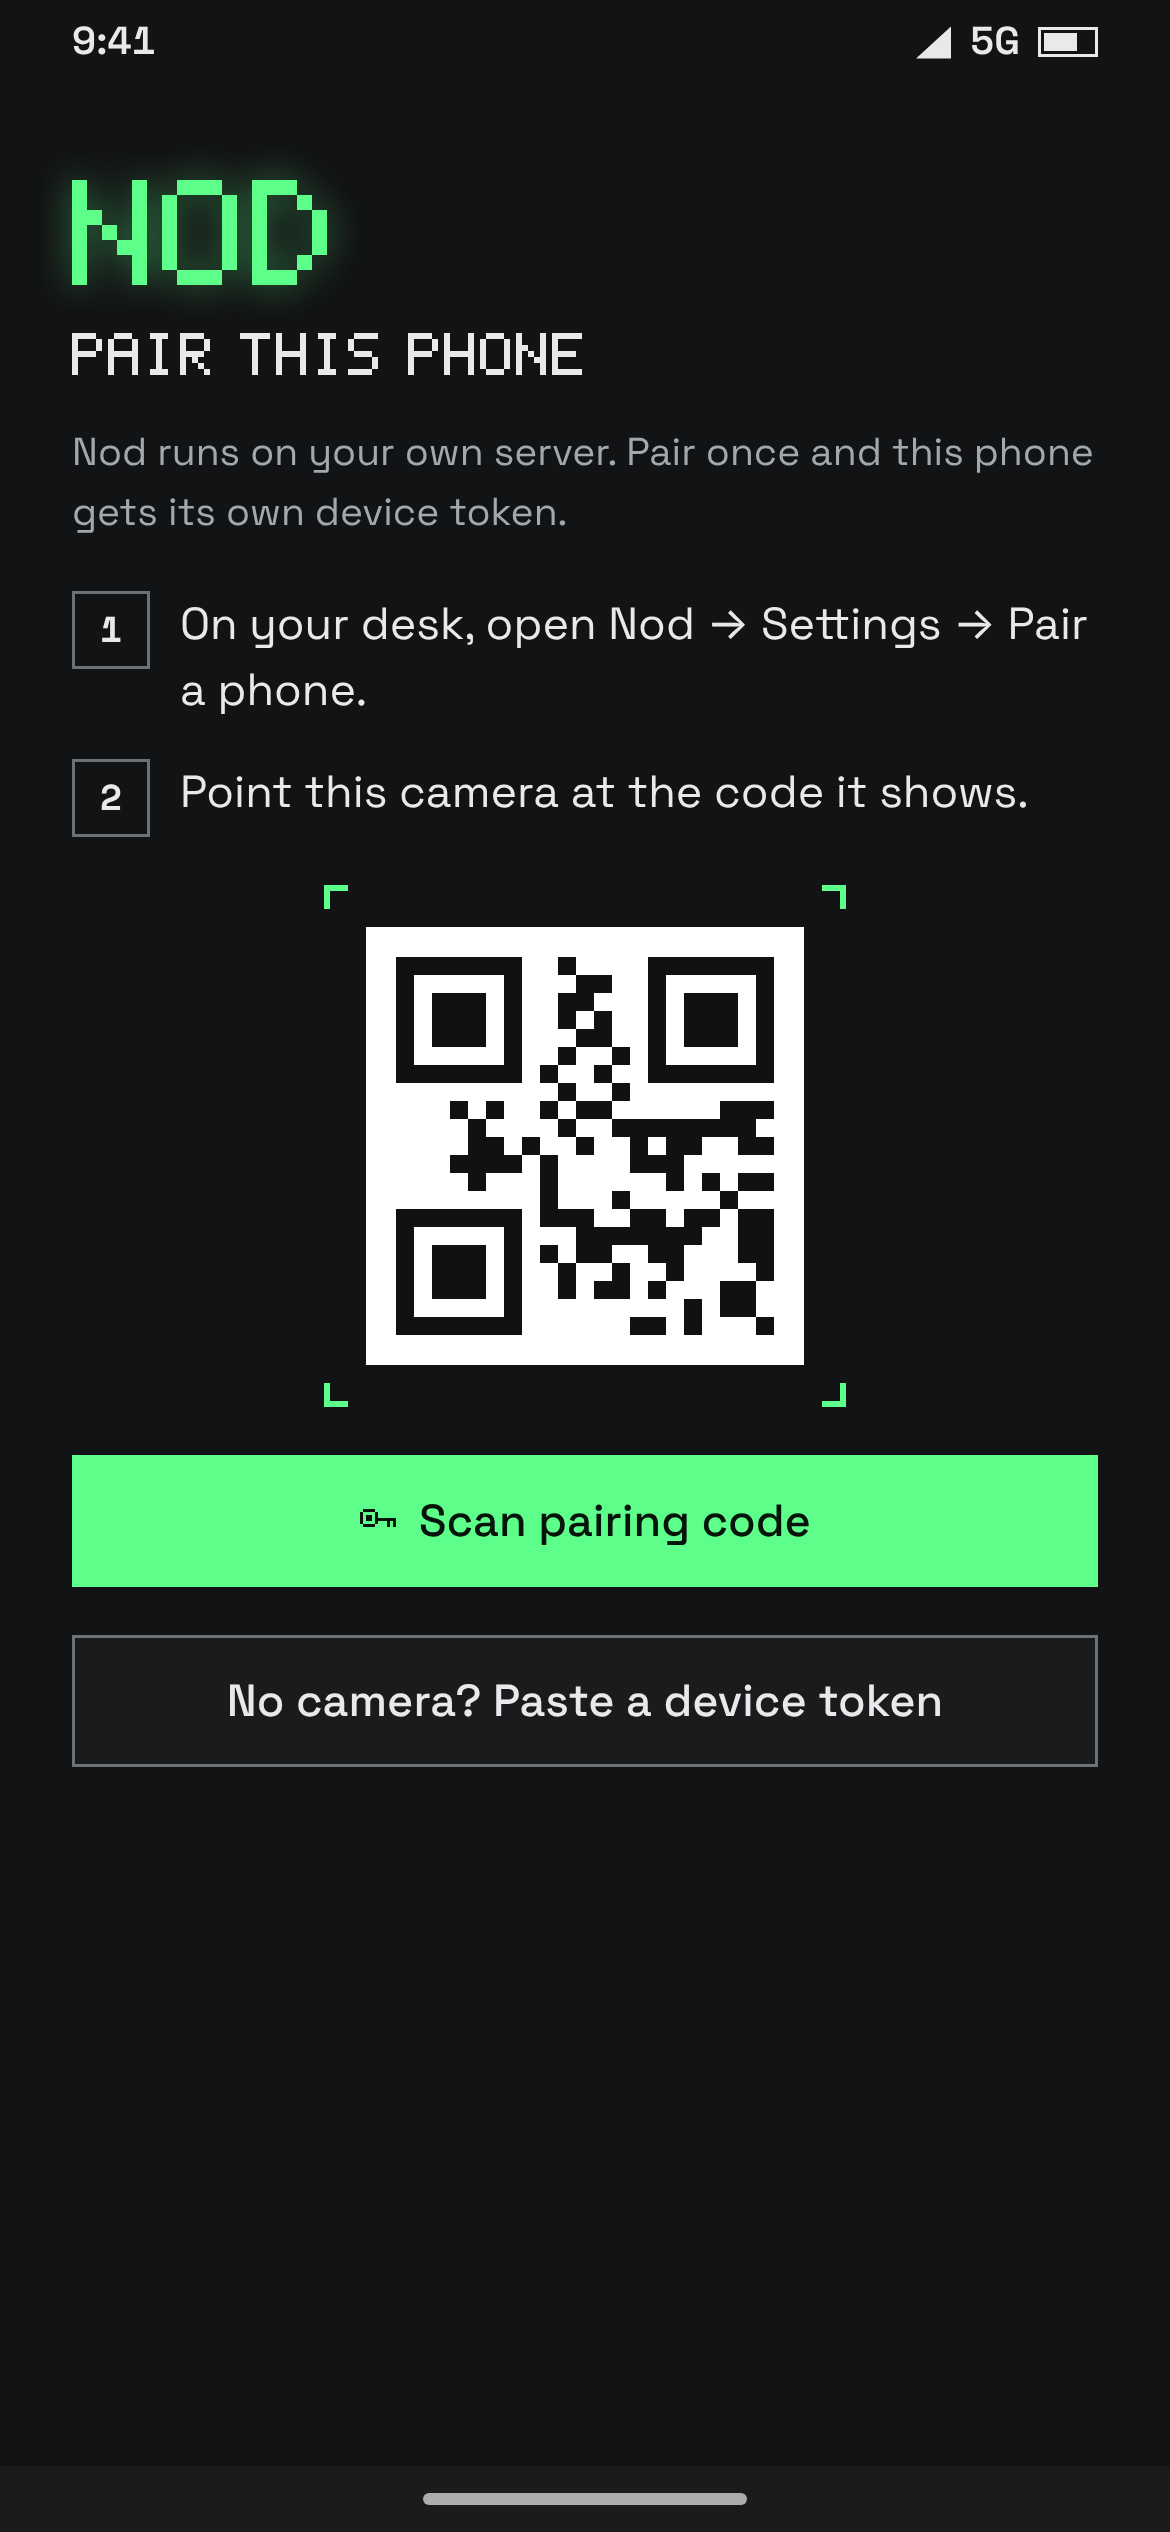 9:41 5G
NOD
PAIR THIS PHONE
Nod runs on your own server. Pair once and this phone
gets its own device token.
1 On your desk, open Nod → Settings → Pair
a phone.
2 Point this camera at the code it shows.
Scan pairing code
No camera? Paste a device token